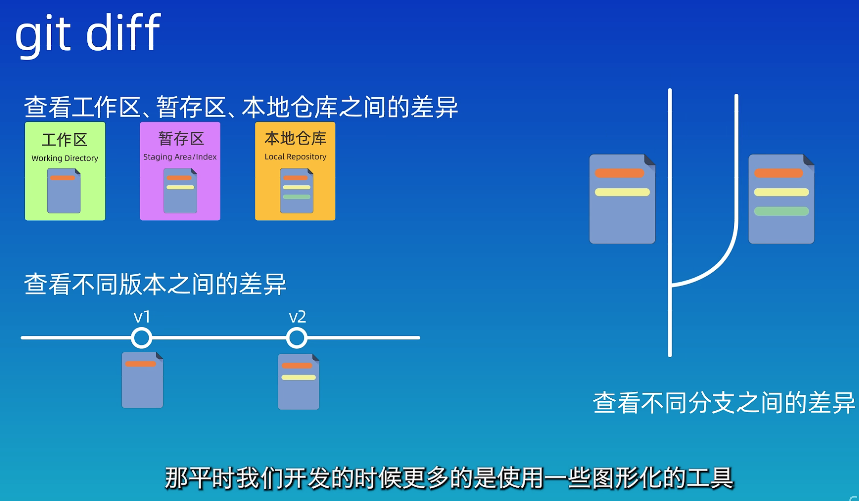 git diff
查看工作区、暂存区、本地仓库之间的差异
工作区
Working Directory
暂存区
Staging Area/Index
本地仓库
Local Repository
查看不同版本之间的差异
v1
v2
查看不同分支之间的差异
那平时我们开发的时候更多的是使用一些图形化的工具